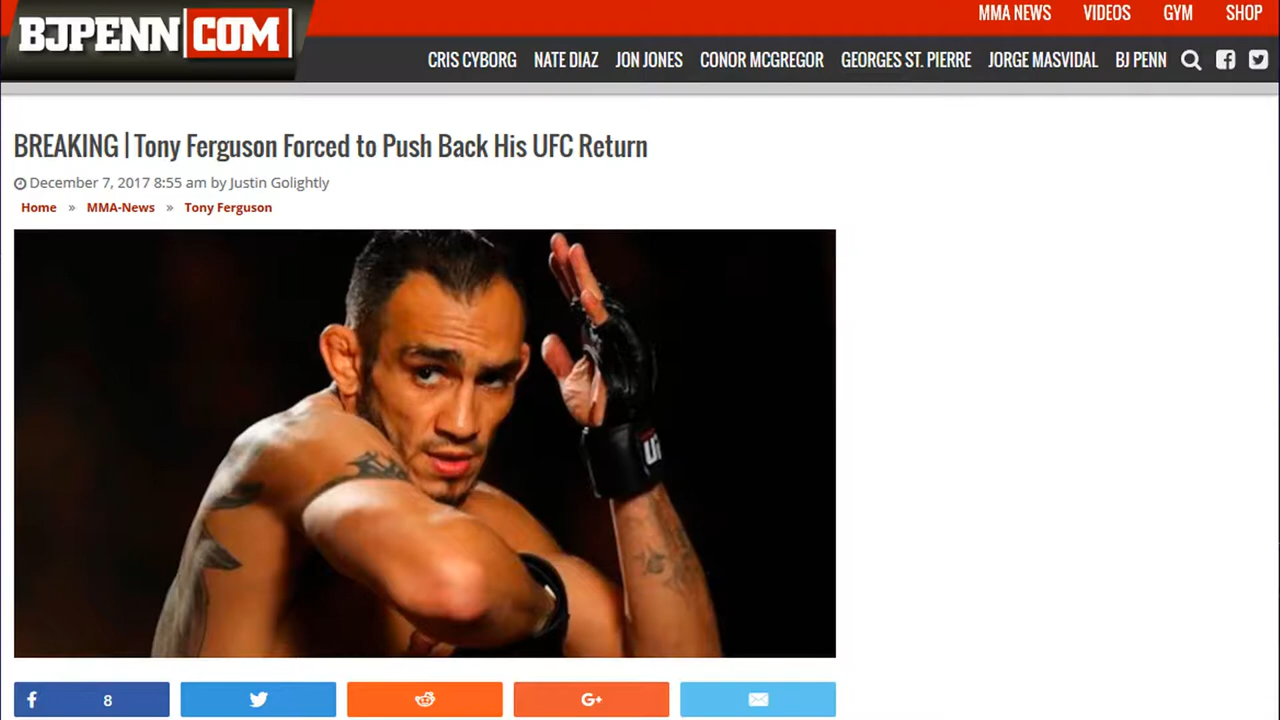 BJPENN COM
MMA NEWS VIDEOS GYM SHOP
CRIS CYBORG NATE DIAZ JON JONES CONOR MCGREGOR GEORGES ST. PIERRE JORGE MASVIDAL BJ PENN
BREAKING | Tony Ferguson Forced to Push Back His UFC Return
December 7, 2017 8:55 am by Justin Golightly
Home » MMA-News » Tony Ferguson
8
G+